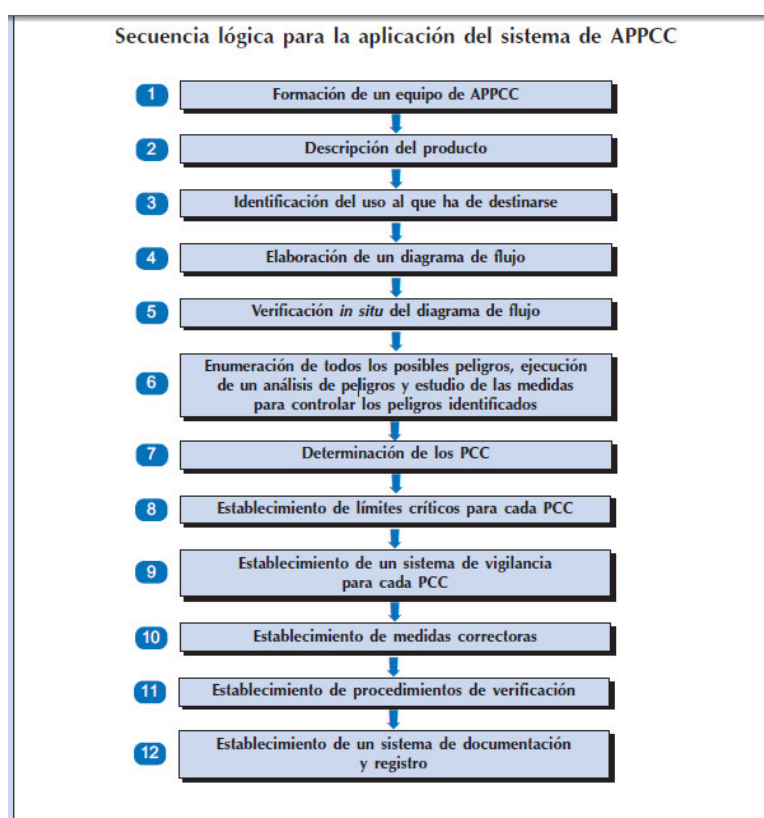 Secuencia lógica para la aplicación del sistema de APPCC
1 Formación de un equipo de APPCC
2 Descripción del producto
3 Identificación del uso al que ha de destinarse
4 Elaboración de un diagrama de flujo
5 Verificación in situ del diagrama de flujo
Enumeración de todos los posibles peligros, ejecución
6 de un análisis de peligros y estudio de las medidas
para controlar los peligros identificados
7 Determinación de los PCC
8 Establecimiento de límites críticos para cada PCC
9 Establecimiento de un sistema de vigilancia
para cada PCC
10 Establecimiento de medidas correctoras
11 Establecimiento de procedimientos de verificación
12 Establecimiento de un sistema de documentación
y registro